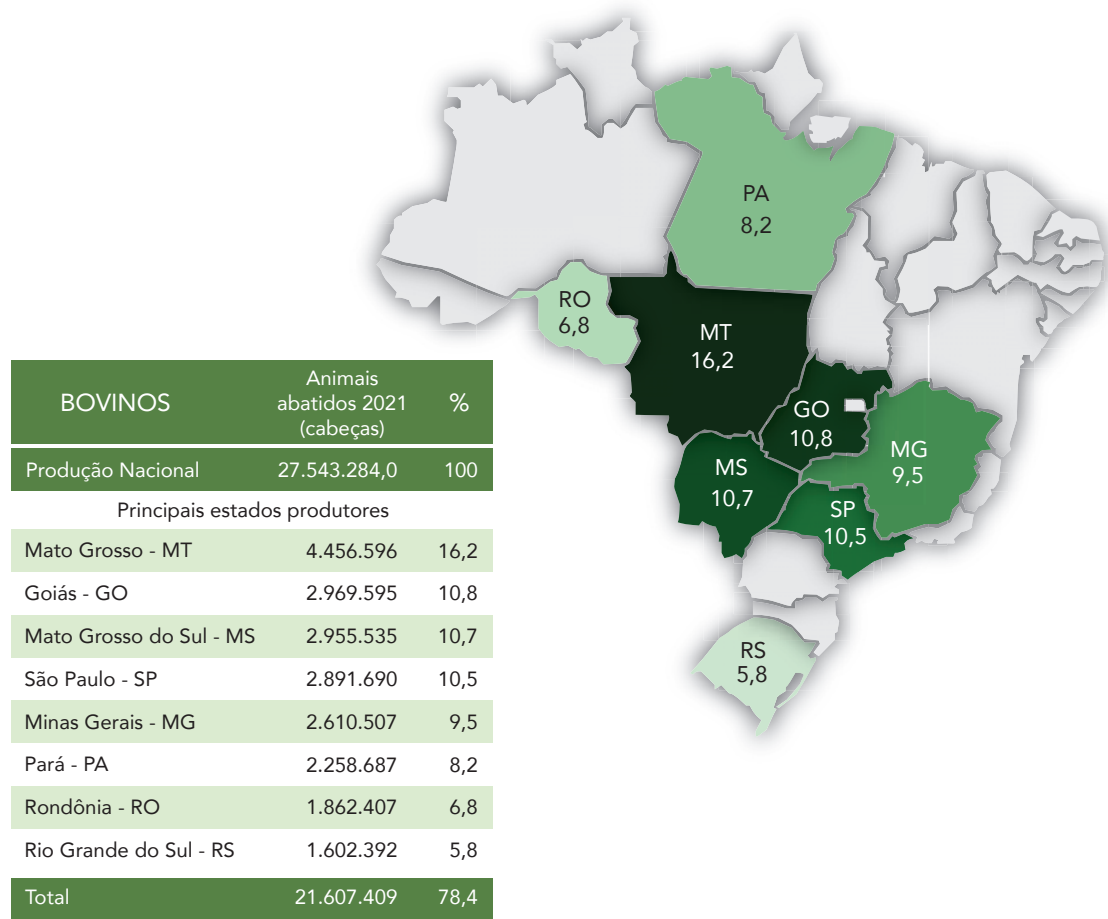 PA
8,2
RO
6,8
MT
16,2
GO
10,8
MG
9,5
MS
10,7
SP
10,5
RS
5,8
BOVINOS Animais abatidos 2021 (cabeças) %
Produção Nacional 27.543.284,0 100
Principais estados produtores
Mato Grosso - MT 4.456.596 16,2
Goiás - GO 2.969.595 10,8
Mato Grosso do Sul - MS 2.955.535 10,7
São Paulo - SP 2.891.690 10,5
Minas Gerais - MG 2.610.507 9,5
Pará - PA 2.258.687 8,2
Rondônia - RO 1.862.407 6,8
Rio Grande do Sul - RS 1.602.392 5,8
Total 21.607.409 78,4